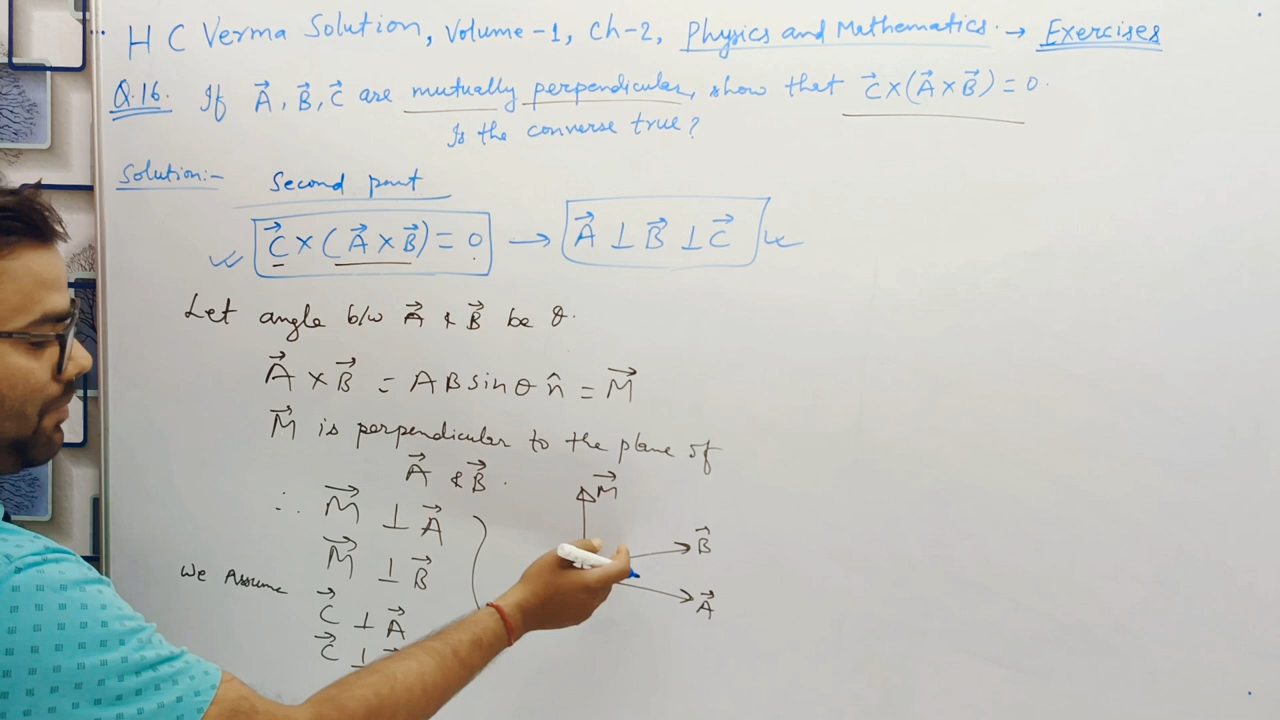 H C Verma Solution, Volume-1, Ch-2, Physics and Mathematics. → Exercises
Q.16. If A⃗, B⃗, C⃗ are mutually perpendicular, show that C⃗×(A⃗×B⃗)=0.
Is the converse true?
Solution:-
Second part
C⃗×(A⃗×B⃗)=0 → A⃗ ⊥ B⃗ ⊥ C⃗
Let angle b/w A⃗ & B⃗ be θ.
A⃗×B⃗ = AB sinθ n̂ = M⃗
M⃗ is perpendicular to the plane of
A⃗ & B⃗.
∴ M⃗ ⊥ A⃗
M⃗ ⊥ B⃗
We Assume
C⃗ ⊥ A⃗
C⃗ ⊥
M⃗
B⃗
A⃗